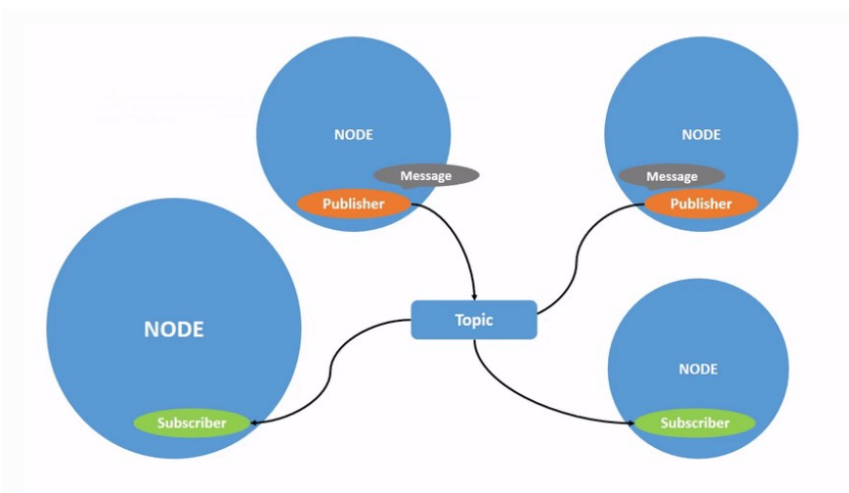 NODE
NODE
Message
Message
Publisher
Publisher
Topic
NODE
NODE
Subscriber
Subscriber